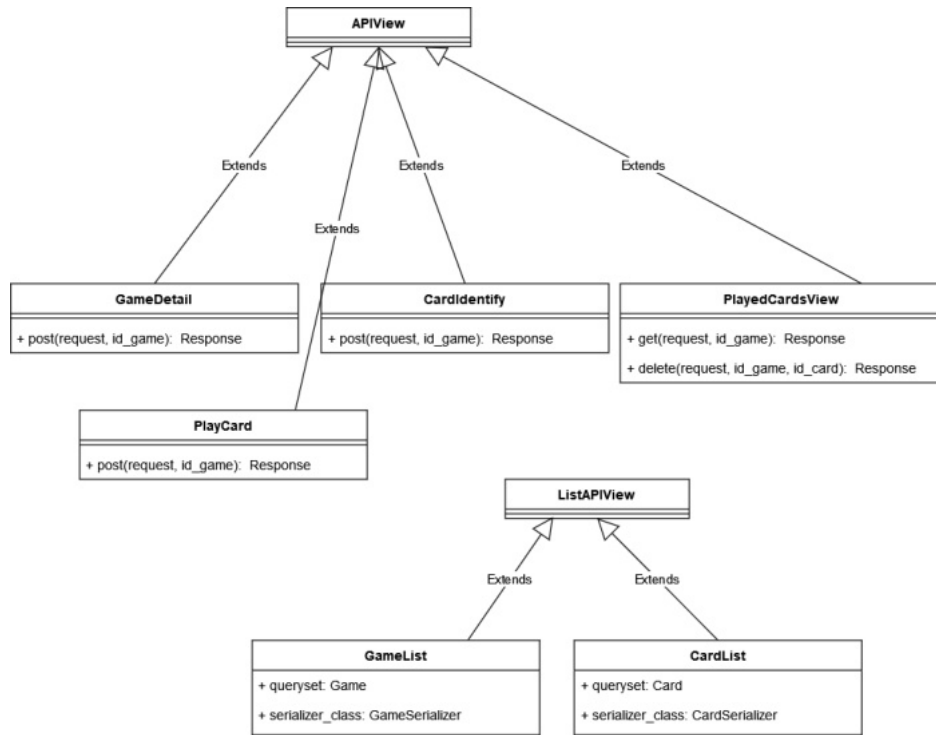 APIView
Extends
Extends
Extends
Extends
GameDetail
+ post(request, id_game): Response
CardIdentify
+ post(request, id_game): Response
PlayedCardsView
+ get(request, id_game): Response
+ delete(request, id_game, id_card): Response
PlayCard
+ post(request, id_game): Response
ListAPIView
Extends
Extends
GameList
+ queryset: Game
+ serializer_class: GameSerializer
CardList
+ queryset: Card
+ serializer_class: CardSerializer